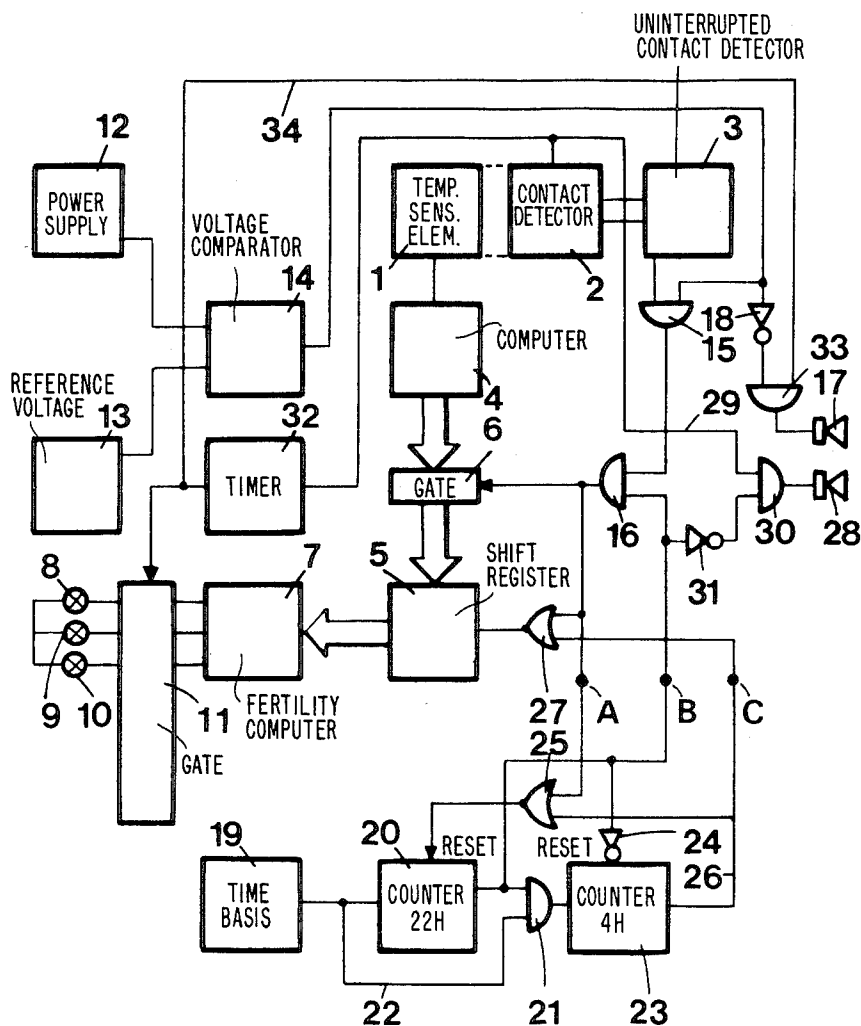 UNINTERRUPTED
CONTACT DETECTOR
34
12
3
POWER
SUPPLY
TEMP.
SENS.
ELEM.
CONTACT
DETECTOR
VOLTAGE
COMPARATOR
1
2
14
18
15
COMPUTER
33
17
REFERENCE
VOLTAGE
13
32
4
6
29
TIMER
GATE
16
30
28
31
8
7
5
SHIFT
REGISTER
9
10
11
FERTILITY
COMPUTER
27
A
B
C
GATE
25
19
20
RESET
RESET
24
26
TIME
BASIS
COUNTER
22H
COUNTER
4H
22
21
23